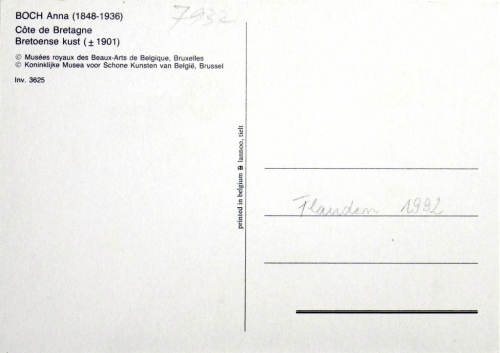 BOCH Anna (1848-1936)
Côte de Bretagne
Bretoense kust (± 1901)
© Musées royaux des Beaux-Arts de Belgique, Bruxelles
© Koninklijke Musea voor Schone Kunsten van België, Brussel
Inv. 3625
7932
printed in belgium lannoo, tielt
1992